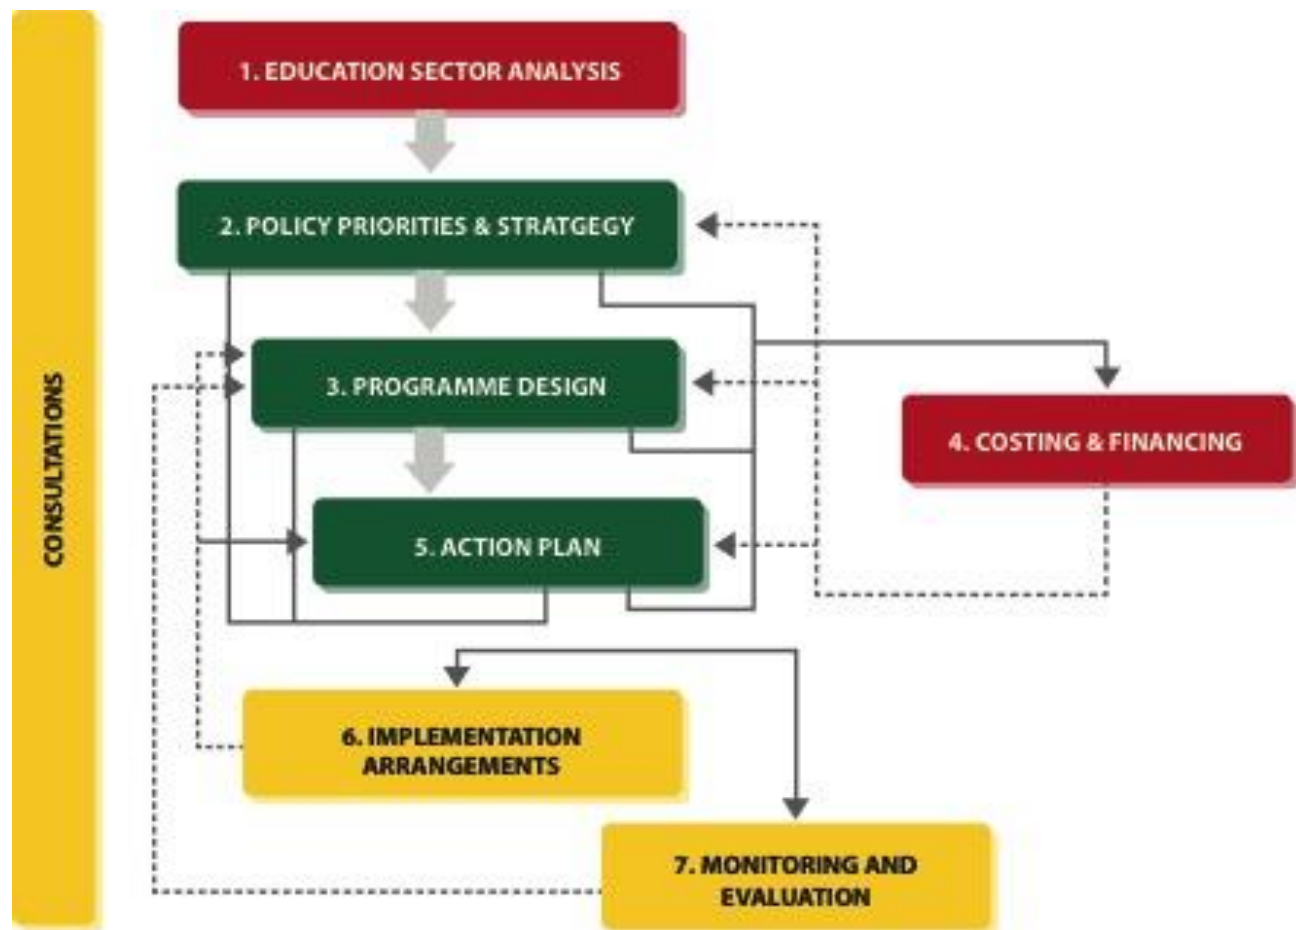 CONSULTATIONS
1. EDUCATION SECTOR ANALYSIS
2. POLICY PRIORITIES & STRATGEGY
3. PROGRAMME DESIGN
4. COSTING & FINANCING
5. ACTION PLAN
6. IMPLEMENTATION
ARRANGEMENTS
7. MONITORING AND
EVALUATION